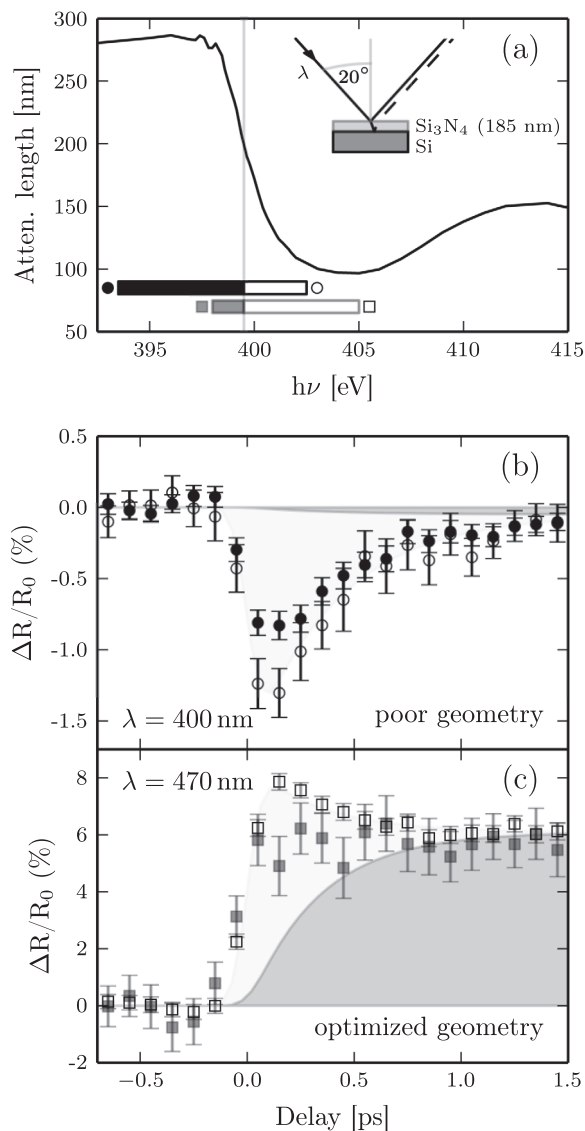 (a)
300
250
200
150
100
50
Atten. length [nm]
λ
20°
Si₃N₄ (185 nm)
Si
395
400
405
410
415
hν [eV]
(b)
0.5
0.0
-0.5
-1.0
-1.5
ΔR/R₀ (%)
λ = 400 nm
poor geometry
λ = 470 nm
(c)
8
6
4
2
0
-2
ΔR/R₀ (%)
optimized geometry
−0.5
0.0
0.5
1.0
1.5
Delay [ps]